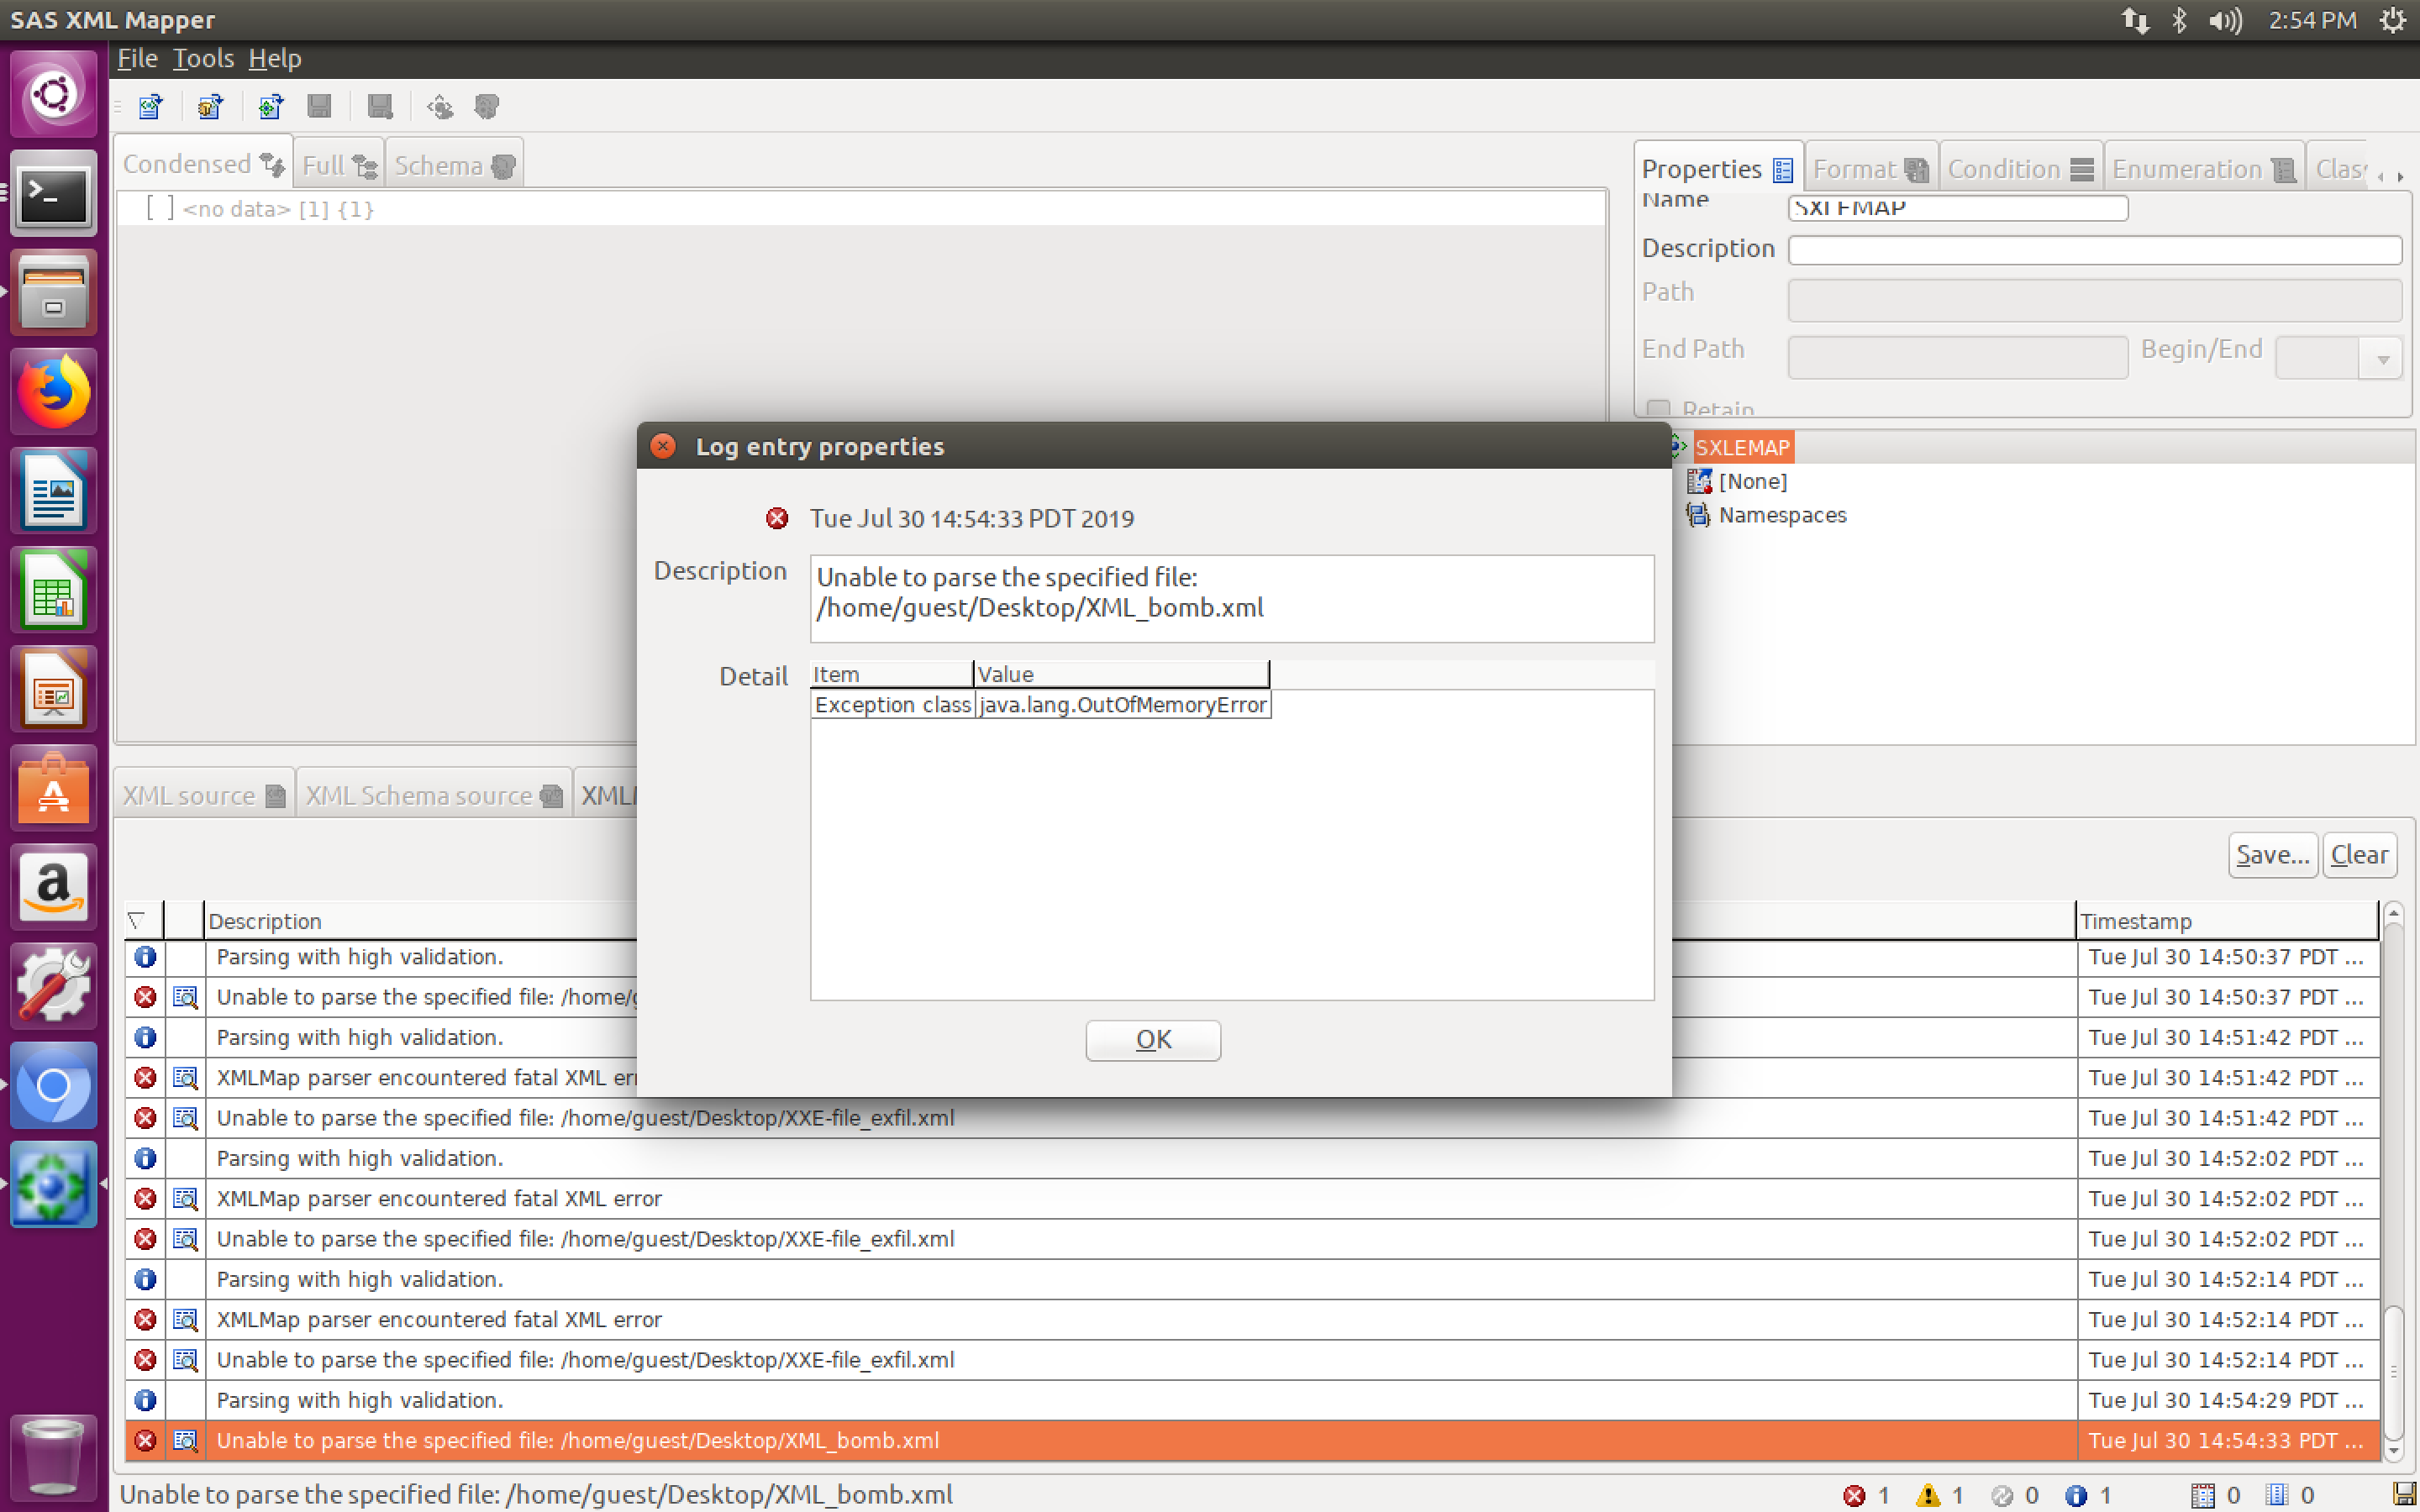 SAS XML Mapper
2:54 PM
File Tools Help
Condensed Full Schema
[ ] <no data> [1] {1}
Properties Format Condition Enumeration
Name SXLEMAP
Description
Path
End Path Begin/End
Retain
SXLEMAP
[None]
Namespaces
Log entry properties
Tue Jul 30 14:54:33 PDT 2019
Description Unable to parse the specified file:
/home/guest/Desktop/XML_bomb.xml
Detail Item Value
Exception class java.lang.OutOfMemoryError
OK
XML source XML Schema source
Save... Clear
Description Timestamp
Parsing with high validation. Tue Jul 30 14:50:37 PDT ...
Unable to parse the specified file: Tue Jul 30 14:50:37 PDT ...
Parsing with high validation. Tue Jul 30 14:51:42 PDT ...
XMLMap parser encountered fatal XML Tue Jul 30 14:51:42 PDT ...
Unable to parse the specified file: /home/guest/Desktop/XXE-file_exfil.xml Tue Jul 30 14:51:42 PDT ...
Parsing with high validation. Tue Jul 30 14:52:02 PDT ...
XMLMap parser encountered fatal XML error Tue Jul 30 14:52:02 PDT ...
Unable to parse the specified file: /home/guest/Desktop/XXE-file_exfil.xml Tue Jul 30 14:52:02 PDT ...
Parsing with high validation. Tue Jul 30 14:52:14 PDT ...
XMLMap parser encountered fatal XML error Tue Jul 30 14:52:14 PDT ...
Unable to parse the specified file: /home/guest/Desktop/XXE-file_exfil.xml Tue Jul 30 14:52:14 PDT ...
Parsing with high validation. Tue Jul 30 14:54:29 PDT ...
Unable to parse the specified file: /home/guest/Desktop/XML_bomb.xml Tue Jul 30 14:54:33 PDT ...
Unable to parse the specified file: /home/guest/Desktop/XML_bomb.xml 1 1 0 1 0 0